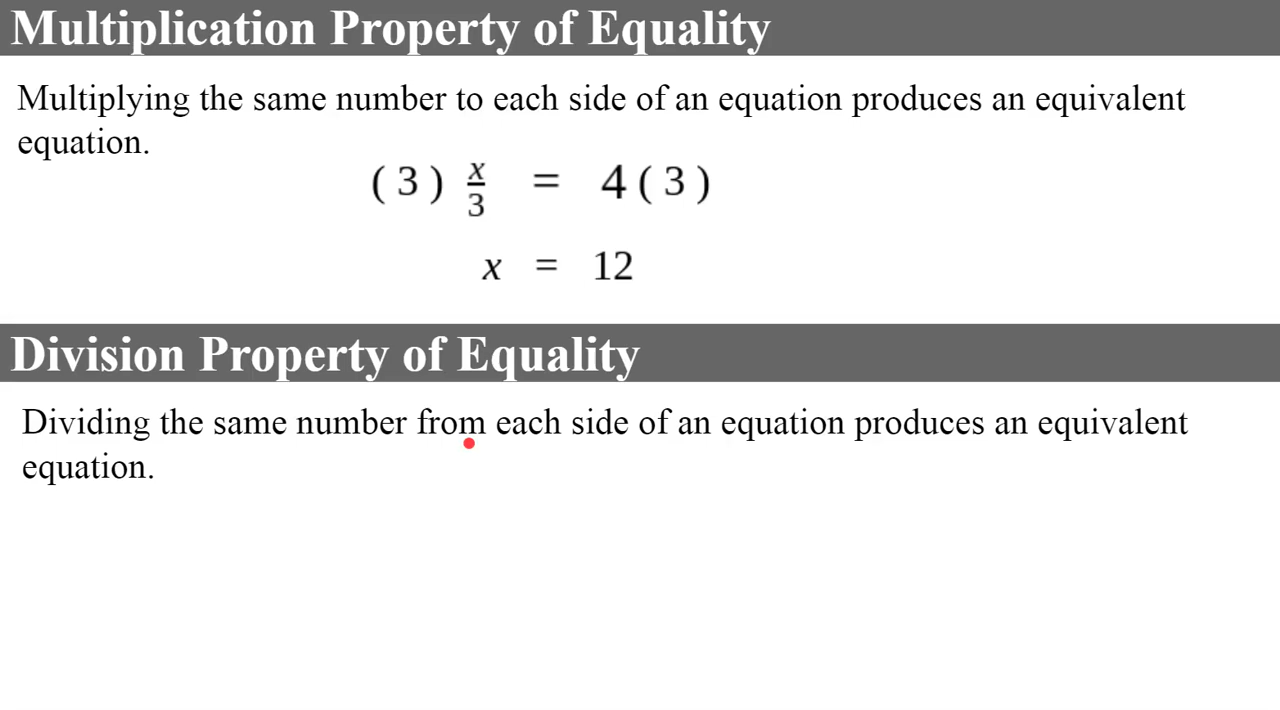 Multiplication Property of Equality
Multiplying the same number to each side of an equation produces an equivalent
equation.
( 3 ) x/3 = 4 ( 3 )
x = 12
Division Property of Equality
Dividing the same number from each side of an equation produces an equivalent
equation.